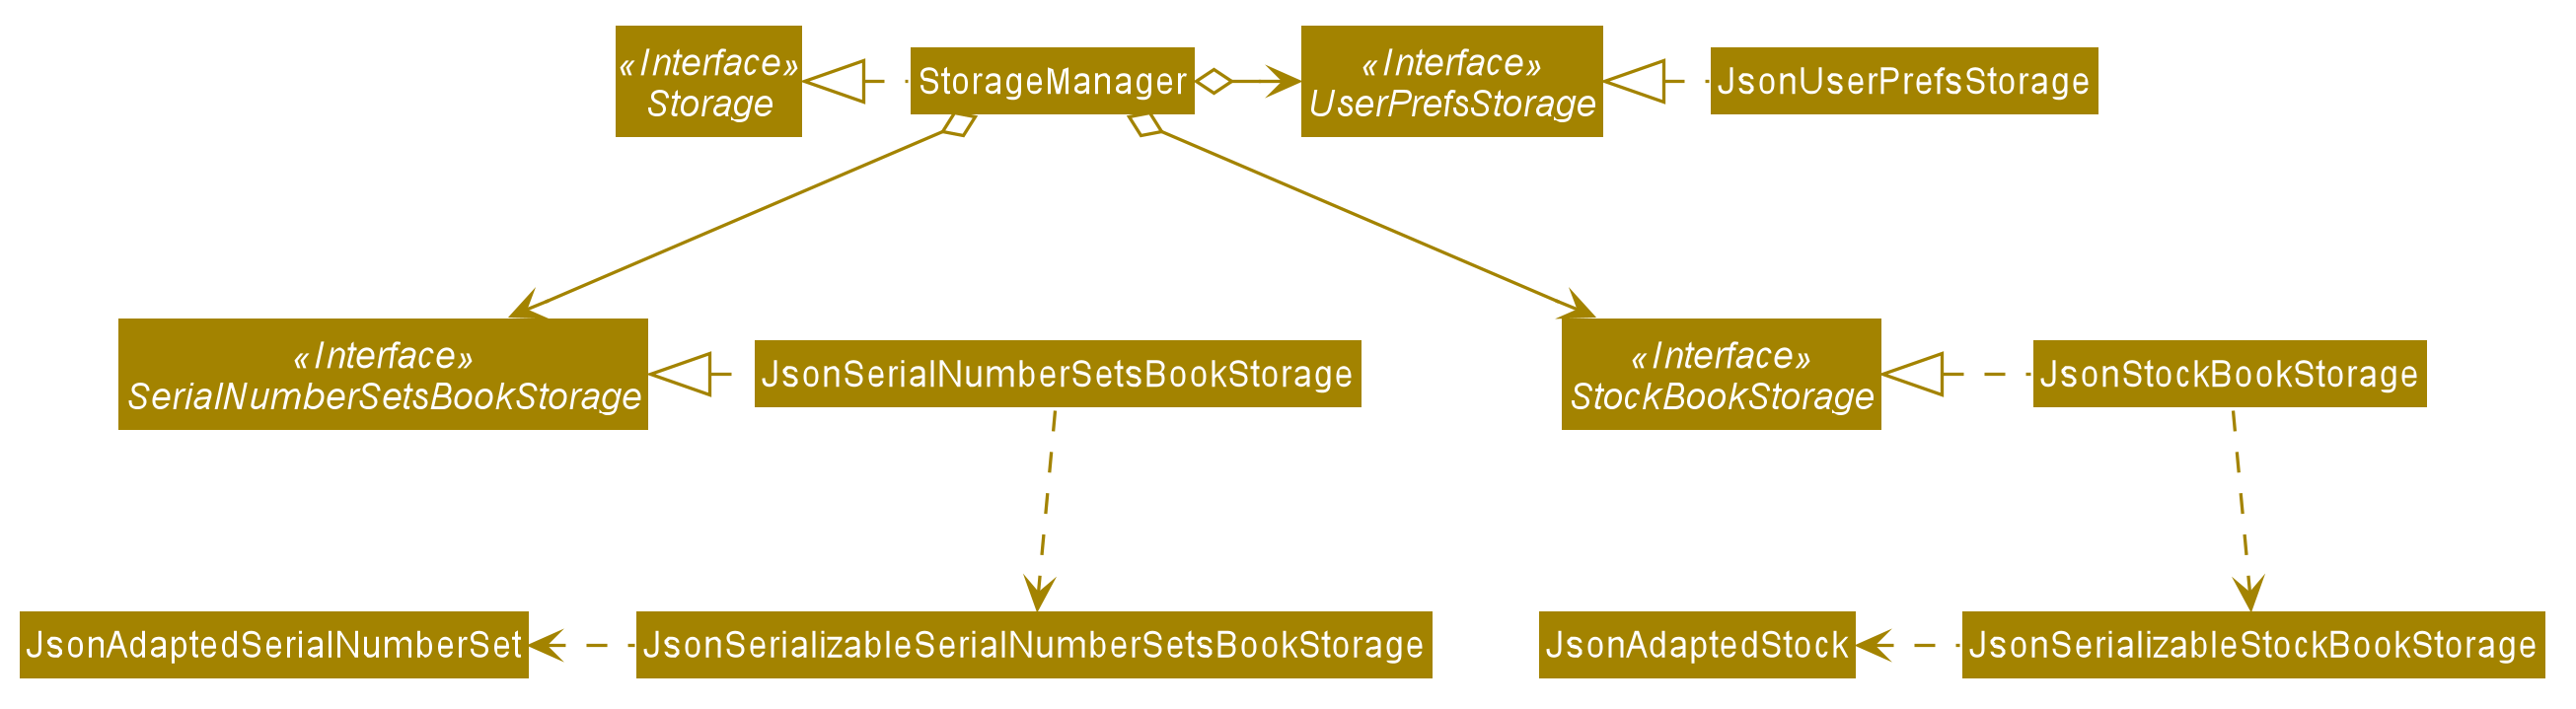 «Interface»
Storage
StorageManager
«Interface»
UserPrefsStorage
JsonUserPrefsStorage
«Interface»
SerialNumberSetsBookStorage
JsonSerialNumberSetsBookStorage
«Interface»
StockBookStorage
JsonStockBookStorage
JsonAdaptedSerialNumberSet
JsonSerializableSerialNumberSetsBookStorage
JsonAdaptedStock
JsonSerializableStockBookStorage